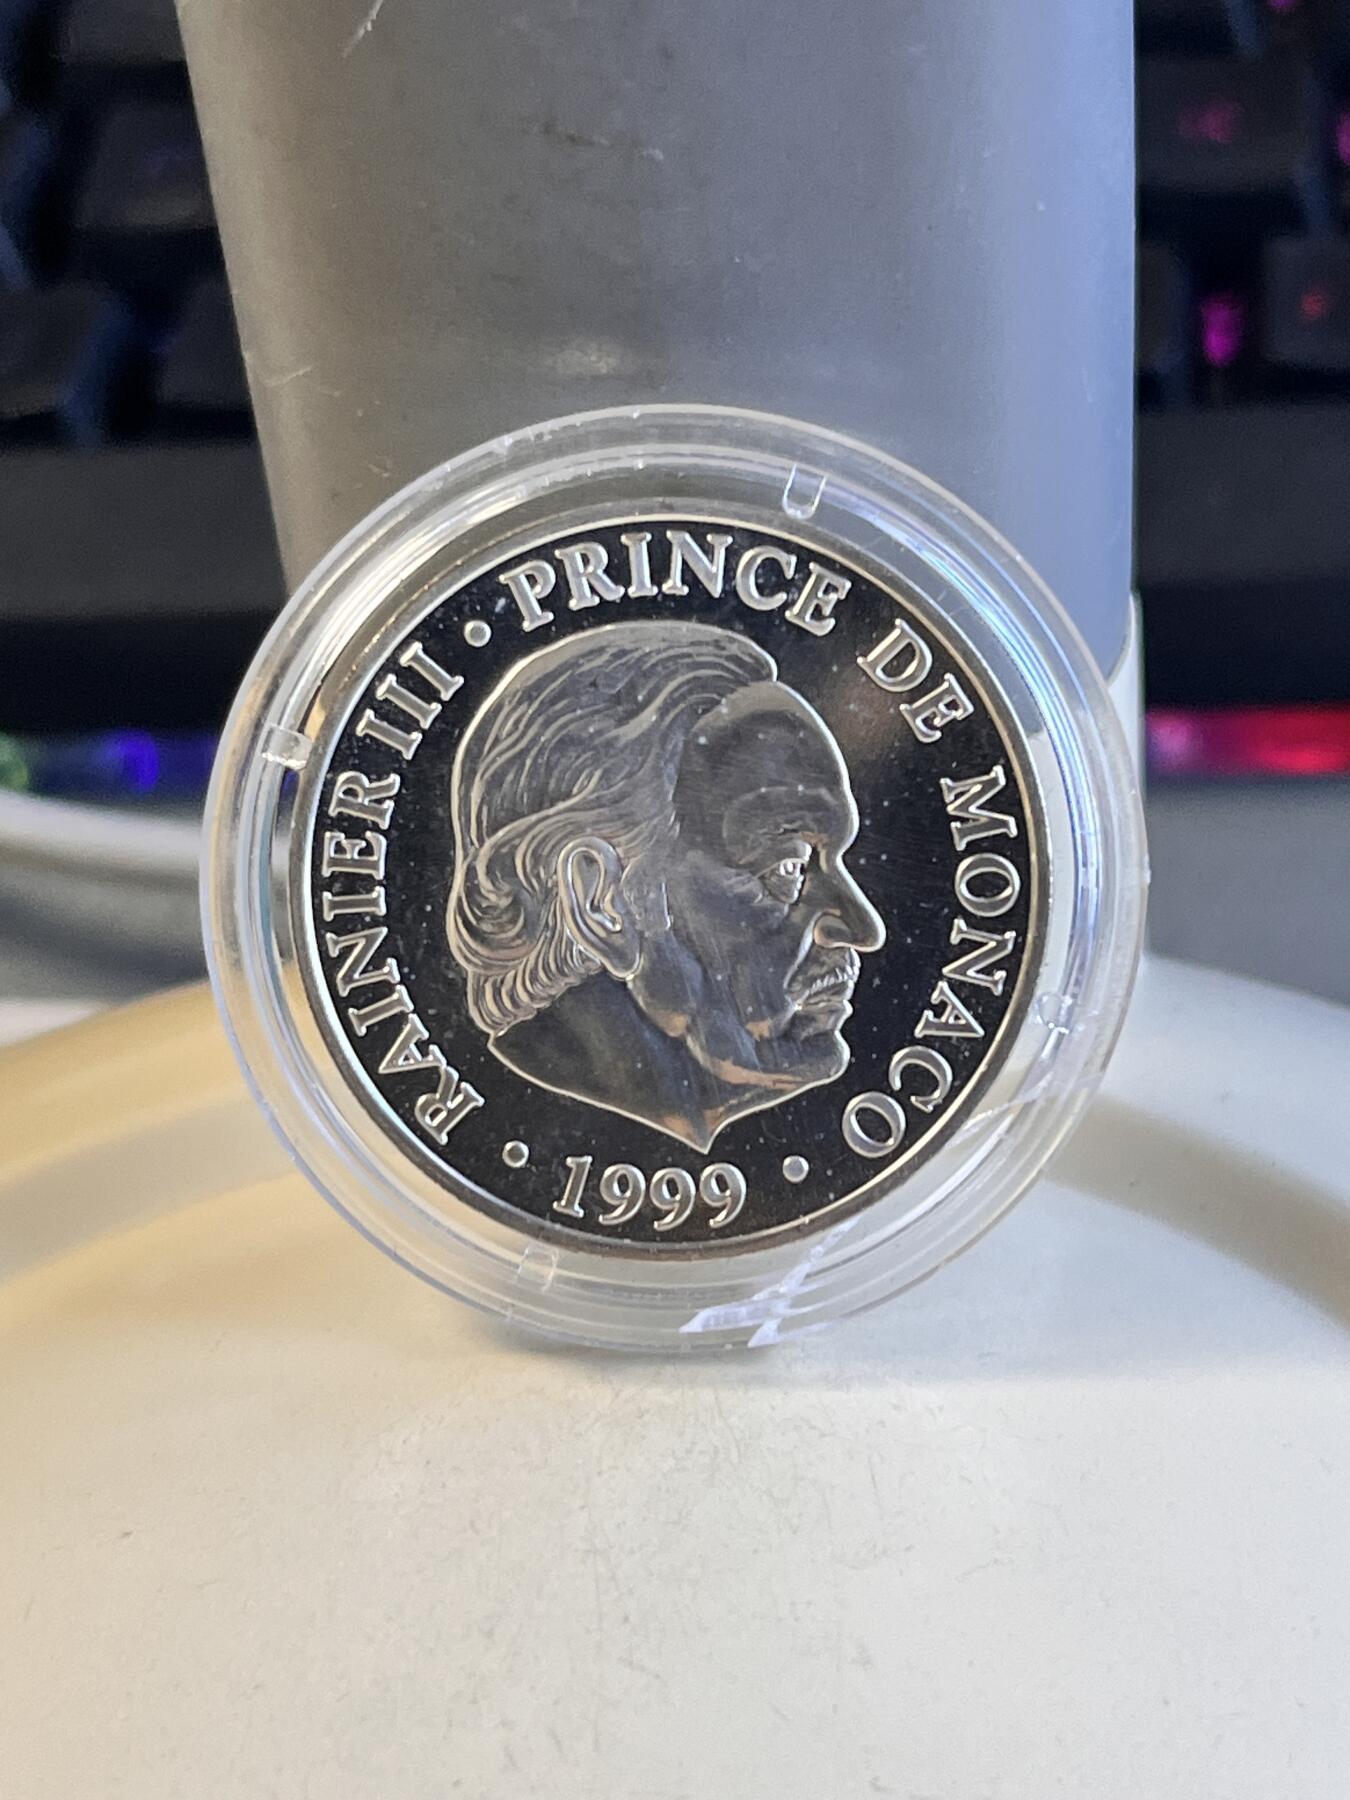 RAINIER III • PRINCE DE MONACO
• 1999 •